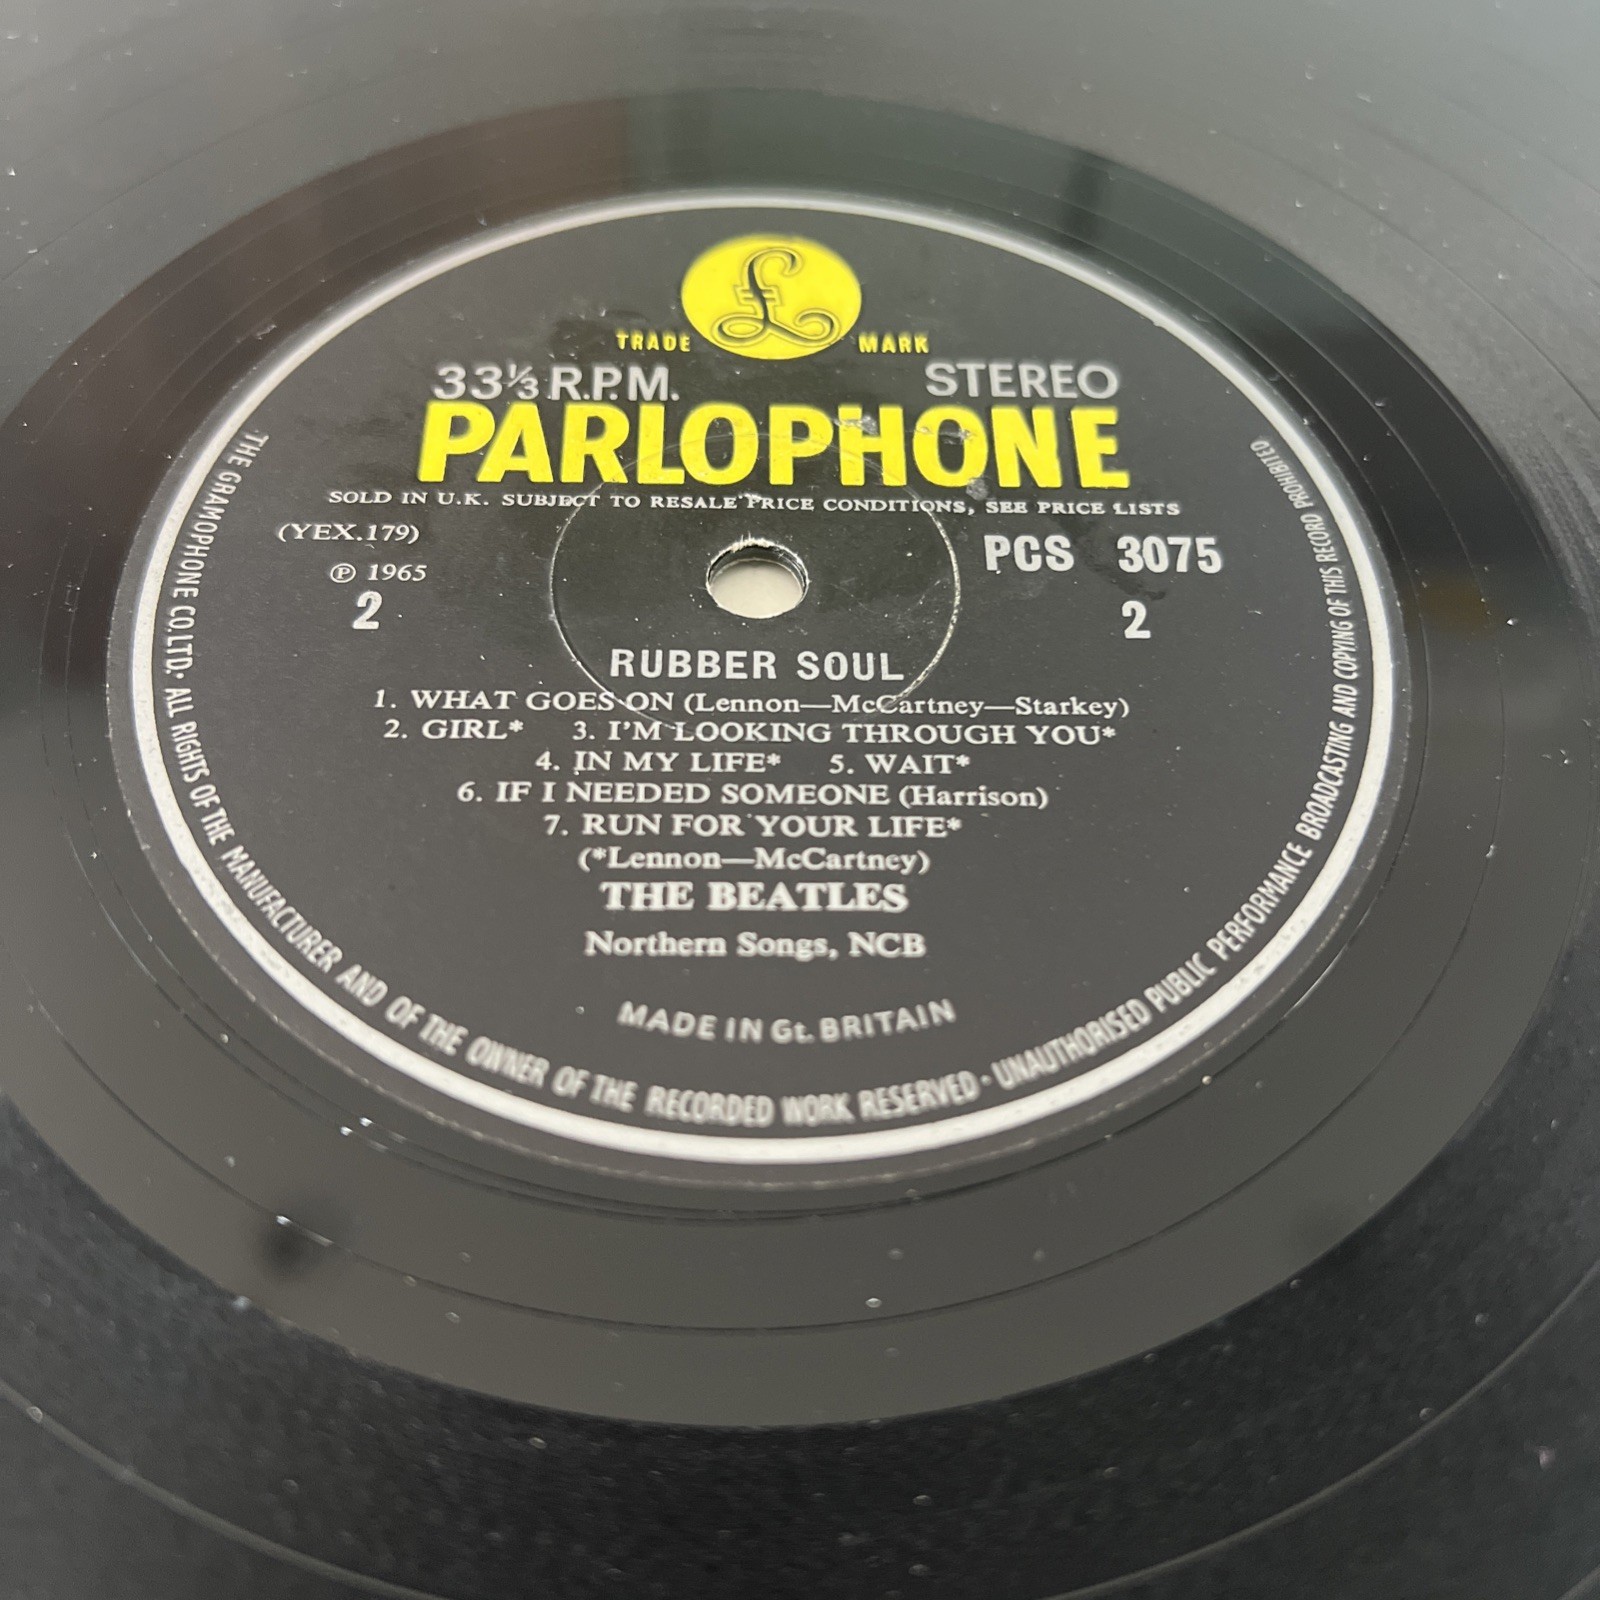 £
TRADE MARK
33⅓ R.P.M. STEREO
PARLOPHONE
SOLD IN U.K. SUBJECT TO RESALE PRICE CONDITIONS, SEE PRICE LISTS
(YEX.179) PCS 3075
℗ 1965
2 2
RUBBER SOUL
1. WHAT GOES ON (Lennon—McCartney—Starkey)
2. GIRL* 3. I'M LOOKING THROUGH YOU*
4. IN MY LIFE* 5. WAIT*
6. IF I NEEDED SOMEONE (Harrison)
7. RUN FOR YOUR LIFE*
(*Lennon—McCartney)
THE BEATLES
Northern Songs, NCB
MADE IN Gt. BRITAIN
THE GRAMOPHONE CO. LTD. · ALL RIGHTS OF THE MANUFACTURER AND OF THE OWNER OF THE RECORDED WORK RESERVED · UNAUTHORISED PUBLIC PERFORMANCE BROADCASTING AND COPYING OF THIS RECORD PROHIBITED